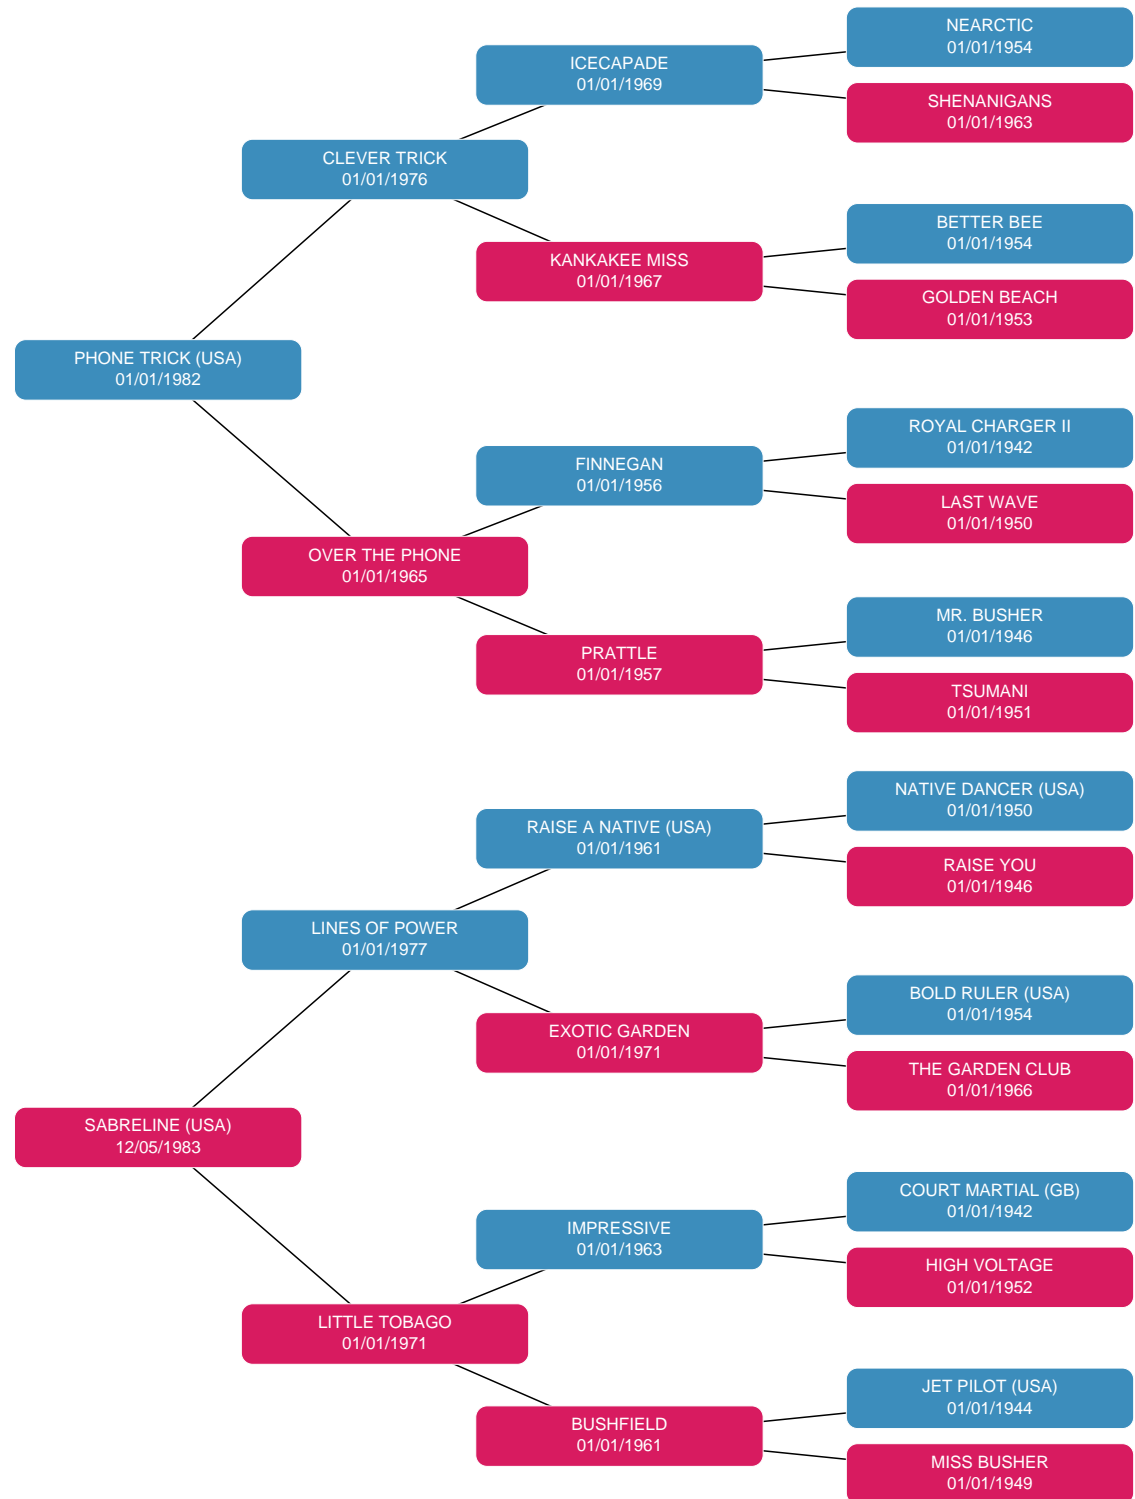 NEARCTIC
01/01/1954
ICECAPADE
01/01/1969
SHENANIGANS
01/01/1963
CLEVER TRICK
01/01/1976
BETTER BEE
01/01/1954
KANKAKEE MISS
01/01/1967
GOLDEN BEACH
01/01/1953
PHONE TRICK (USA)
01/01/1982
ROYAL CHARGER II
01/01/1942
FINNEGAN
01/01/1956
LAST WAVE
01/01/1950
OVER THE PHONE
01/01/1965
MR. BUSHER
01/01/1946
PRATTLE
01/01/1957
TSUMANI
01/01/1951
NATIVE DANCER (USA)
01/01/1950
RAISE A NATIVE (USA)
01/01/1961
RAISE YOU
01/01/1946
LINES OF POWER
01/01/1977
BOLD RULER (USA)
01/01/1954
EXOTIC GARDEN
01/01/1971
THE GARDEN CLUB
01/01/1966
SABRELINE (USA)
12/05/1983
COURT MARTIAL (GB)
01/01/1942
IMPRESSIVE
01/01/1963
HIGH VOLTAGE
01/01/1952
LITTLE TOBAGO
01/01/1971
JET PILOT (USA)
01/01/1944
BUSHFIELD
01/01/1961
MISS BUSHER
01/01/1949